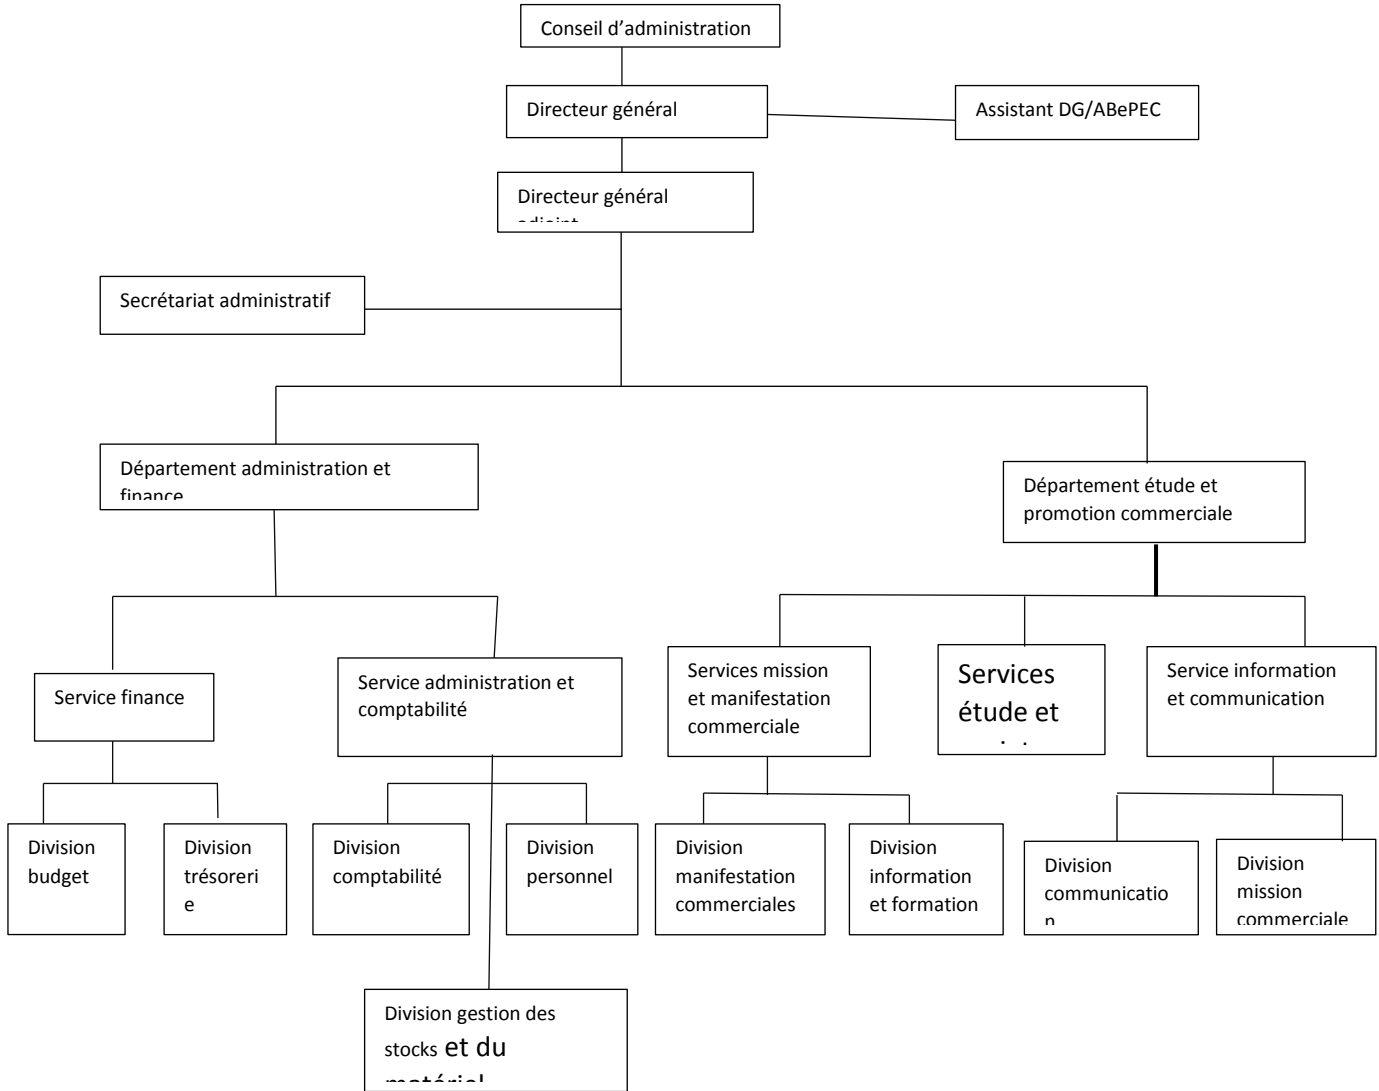 Conseil d’administration
Directeur général
Assistant DG/ABePEC
Directeur général
adjoint
Secrétariat administratif
Département administration et
finance
Département étude et
promotion commerciale
Service finance
Service administration et
comptabilité
Services mission
et manifestation
commerciale
Services
étude et
Service information
et communication
Division
budget
Division
trésoreri
e
Division
comptabilité
Division
personnel
Division
manifestation
commerciales
Division
information
et formation
Division
communicatio
n
Division
mission
commerciale
Division gestion des
stocks et du
matériel